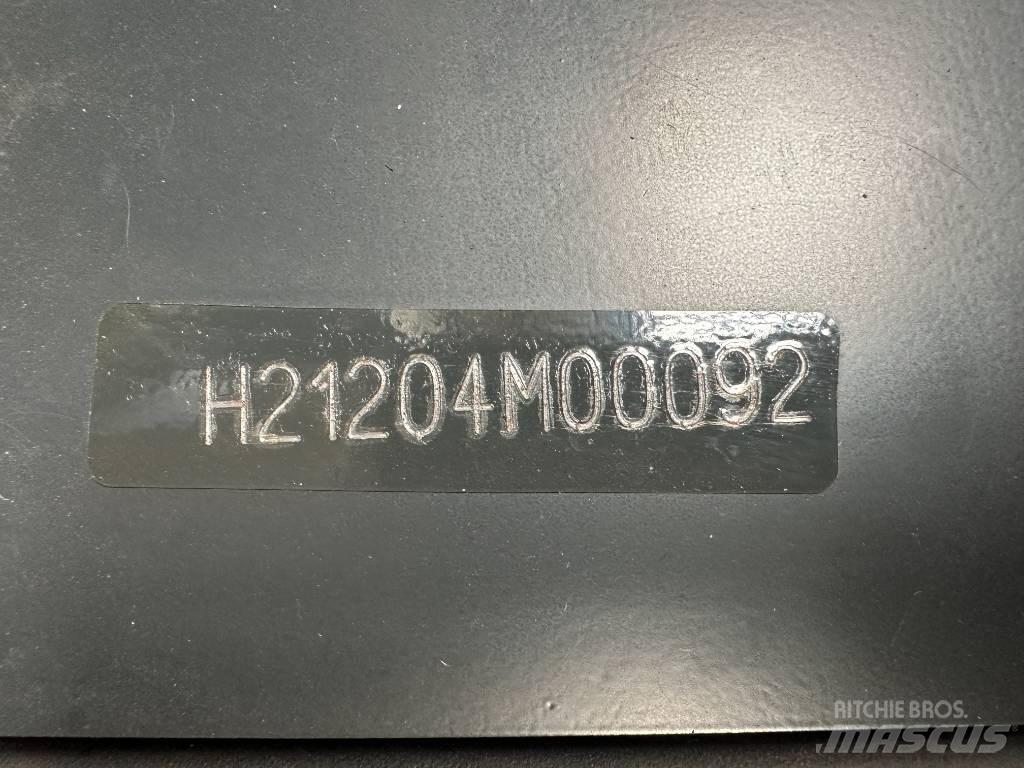 H21204M00092
RITCHIE BROS.
MASCUS